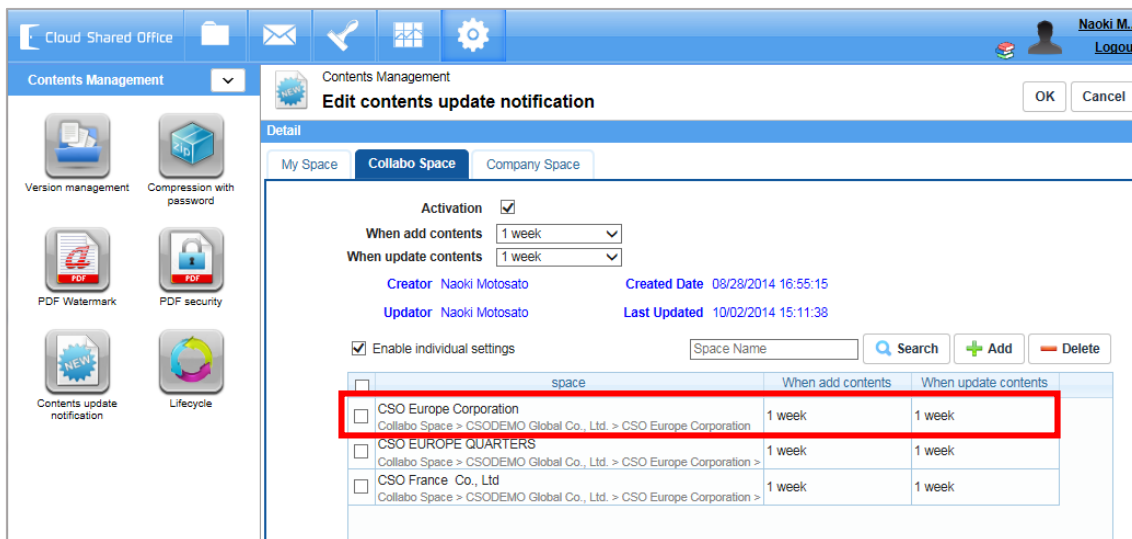 Cloud Shared Office
Naoki M..
Logou
Contents Management
Version management
Compression with
password
zip
PDF Watermark
PDF
PDF security
PDF
Contents update
notification
NEW
Lifecycle
NEW
Contents Management
Edit contents update notification
OK
Cancel
Detail
My Space
Collabo Space
Company Space
Activation
When add contents 1 week
When update contents 1 week
Creator Naoki Motosato Created Date 08/28/2014 16:55:15
Updator Naoki Motosato Last Updated 10/02/2014 15:11:38
Enable individual settings Space Name Search Add Delete
space When add contents When update contents
CSO Europe Corporation
Collabo Space > CSODEMO Global Co., Ltd. > CSO Europe Corporation
1 week 1 week
CSO EUROPE QUARTERS
Collabo Space > CSODEMO Global Co., Ltd. > CSO Europe Corporation >
1 week 1 week
CSO France Co., Ltd
Collabo Space > CSODEMO Global Co., Ltd. > CSO Europe Corporation >
1 week 1 week